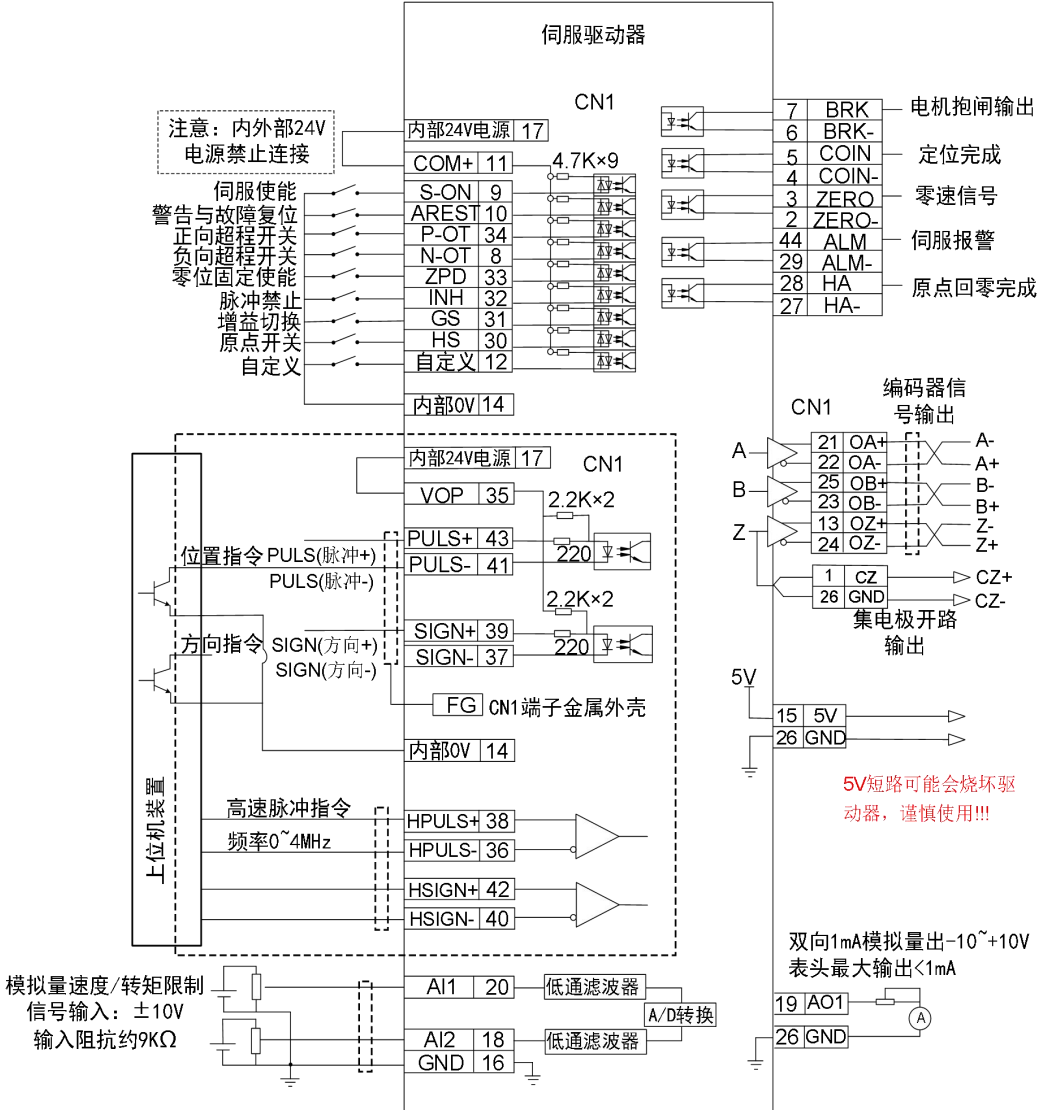 伺服驱动器
CN1
注意：内外部24V
电源禁止连接
内部24V电源 17
COM+ 11
4.7K×9
伺服使能 S-ON 9
警告与故障复位 AREST 10
正向超程开关 P-OT 34
负向超程开关 N-OT 8
零位固定使能 ZPD 33
脉冲禁止 INH 32
增益切换 GS 31
原点开关 HS 30
自定义 自定义 12
内部0V 14
7 BRK 电机抱闸输出
6 BRK-
5 COIN 定位完成
4 COIN-
3 ZERO 零速信号
2 ZERO-
44 ALM 伺服报警
29 ALM-
28 HA 原点回零完成
27 HA-
内部24V电源 17
CN1
VOP 35
2.2K×2
PULS+ 43
220
位置指令 PULS(脉冲+)
PULS- 41
PULS(脉冲-)
2.2K×2
SIGN+ 39
220
方向指令 SIGN(方向+)
SIGN- 37
SIGN(方向-)
FG CN1端子金属外壳
内部0V 14
上位机装置
高速脉冲指令 HPULS+ 38
频率0~4MHz HPULS- 36
HSIGN+ 42
HSIGN- 40
CN1
编码器信
号输出
A 21 OA+ A-
22 OA- A+
B 25 OB+ B-
23 OB- B+
Z 13 OZ+ Z-
24 OZ- Z+
1 CZ CZ+
26 GND CZ-
集电极开路
输出
5V
15 5V
26 GND
5V短路可能会烧坏驱
动器，谨慎使用!!!
模拟量速度/转矩限制
信号输入：±10V
输入阻抗约9KΩ
AI1 20 低通滤波器
A/D转换
AI2 18 低通滤波器
GND 16
双向1mA模拟量出-10~+10V
表头最大输出<1mA
19 AO1
A
26 GND